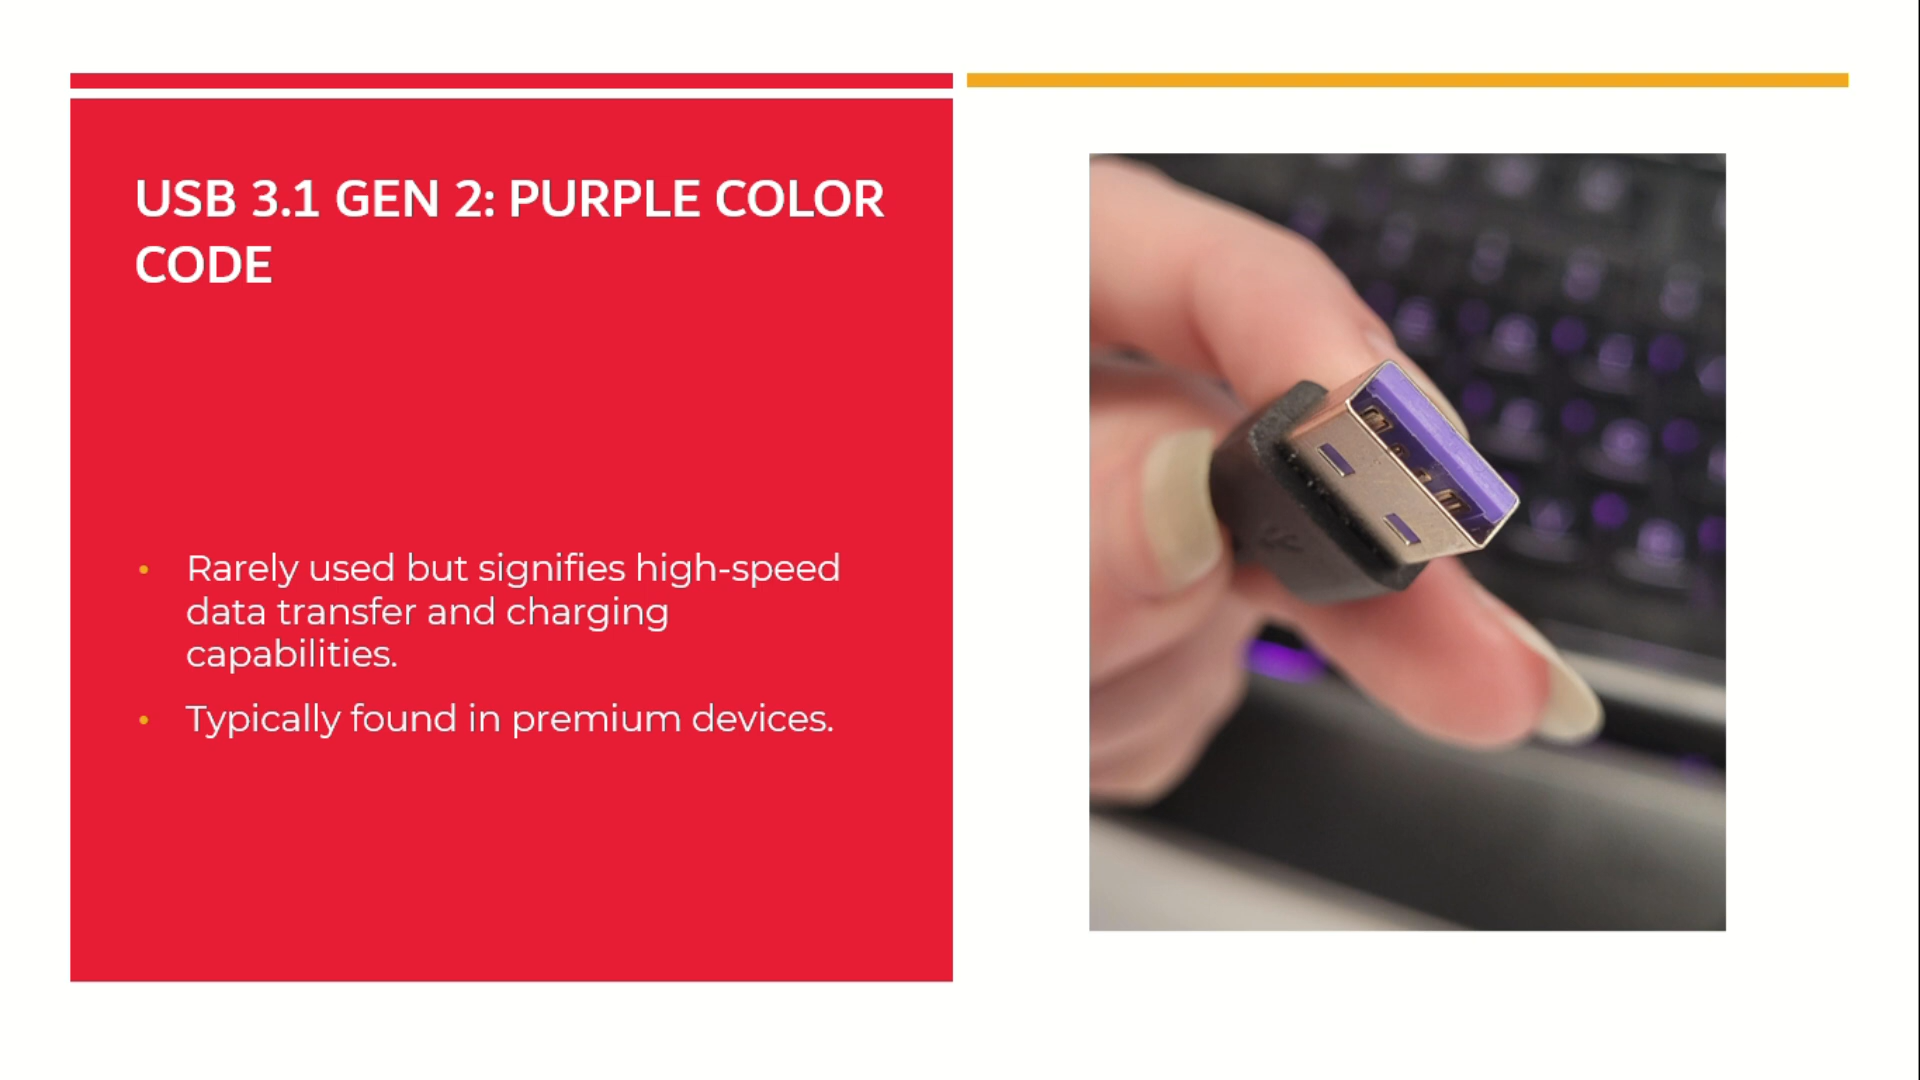 USB 3.1 GEN 2: PURPLE COLOR
CODE
• Rarely used but signifies high-speed
data transfer and charging
capabilities.
• Typically found in premium devices.